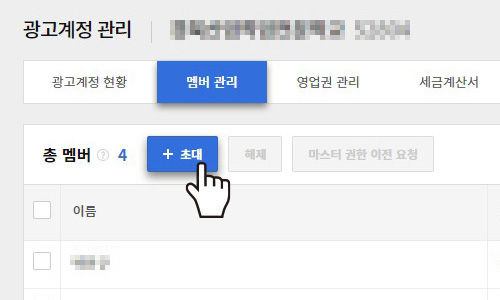 광고계정 관리
광고계정 현황 멤버 관리 영업권 관리 세금계산서
총 멤버 ? 4 + 초대 해제 마스터 권한 이전 요청
이름